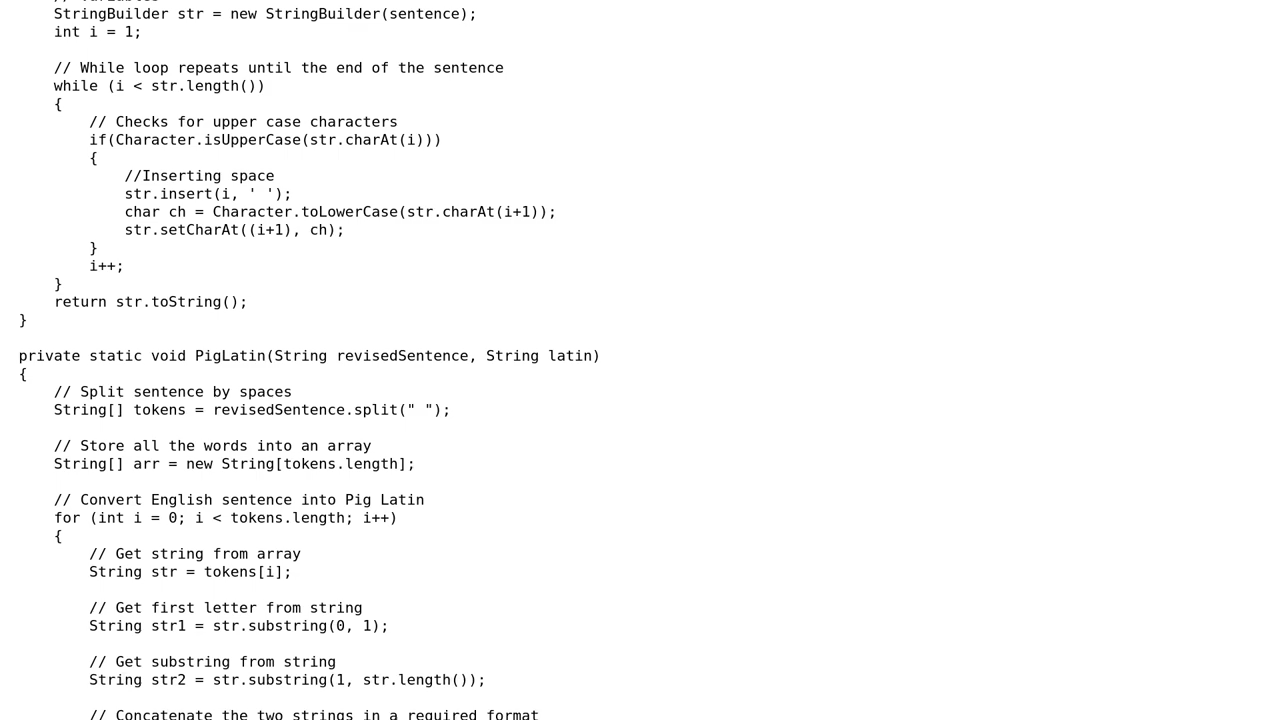 StringBuilder str = new StringBuilder(sentence);
int i = 1;
// While loop repeats until the end of the sentence
while (i < str.length())
{
// Checks for upper case characters
if(Character.isUpperCase(str.charAt(i)))
{
//Inserting space
str.insert(i, ' ');
char ch = Character.toLowerCase(str.charAt(i+1));
str.setCharAt((i+1), ch);
}
i++;
}
return str.toString();
}
private static void PigLatin(String revisedSentence, String latin)
{
// Split sentence by spaces
String[] tokens = revisedSentence.split(" ");
// Store all the words into an array
String[] arr = new String[tokens.length];
// Convert English sentence into Pig Latin
for (int i = 0; i < tokens.length; i++)
{
// Get string from array
String str = tokens[i];
// Get first letter from string
String str1 = str.substring(0, 1);
// Get substring from string
String str2 = str.substring(1, str.length());
// Concatenate the two strings in a required format